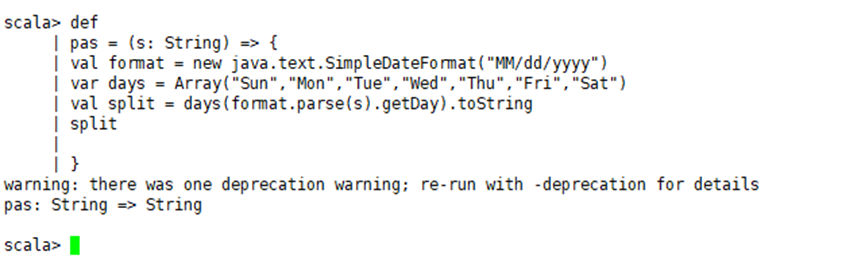 scala> def
| pas = (s: String) => {
| val format = new java.text.SimpleDateFormat("MM/dd/yyyy")
| var days = Array("Sun","Mon","Tue","Wed","Thu","Fri","Sat")
| val split = days(format.parse(s).getDay).toString
| split
|
| }
warning: there was one deprecation warning; re-run with -deprecation for details
pas: String => String
scala>